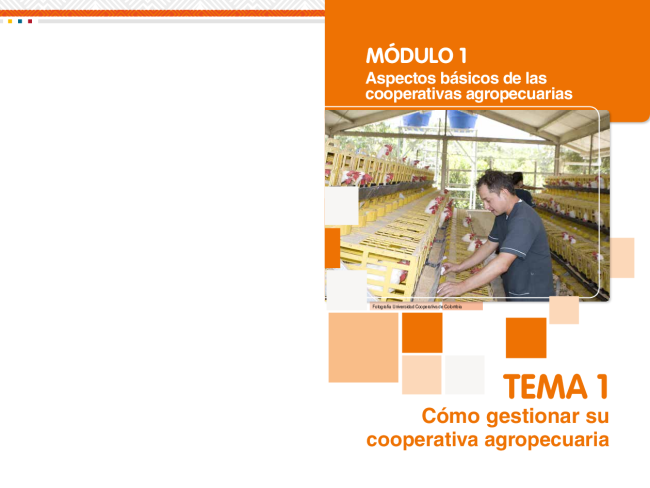 MÓDULO 1
Aspectos básicos de las
cooperativas agropecuarias
Fotografía: Universidad Cooperativa de Colombia
TEMA 1
Cómo gestionar su
cooperativa agropecuaria